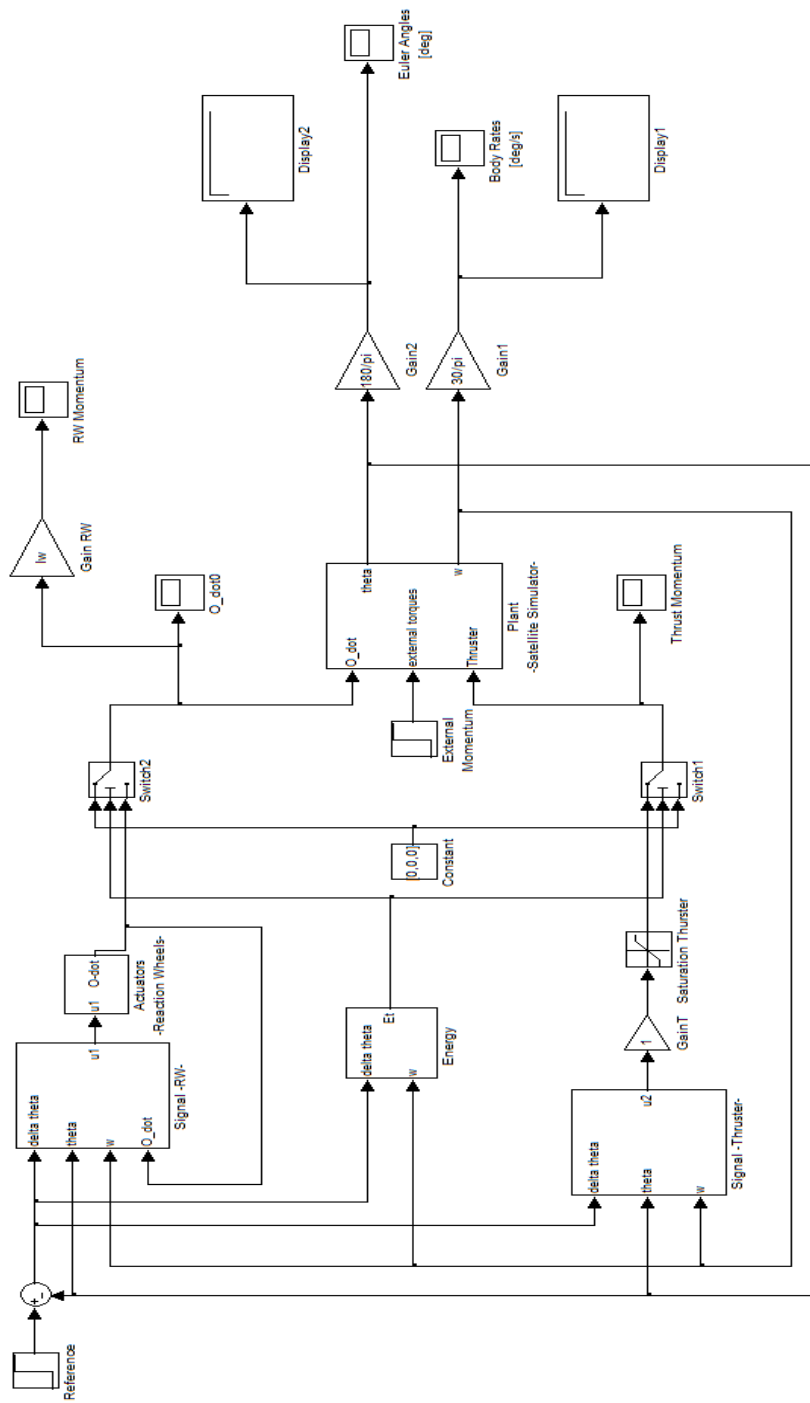 Reference
+
-
delta theta
theta
w
O_dot
u1
Signal -RW-
u1
O-dot
Actuators
-Reaction Wheels-
delta theta
w
Et
Energy
delta theta
theta
w
u2
Signal -Thruster-
1
GainT
Saturation Thurster
[0,0,0]
Constant
Switch2
Switch1
External
Momentum
O_dot
external torques
Thruster
theta
w
Plant
-Satellite Simulator-
O_dot0
Iw
Gain RW
RW Momentum
Thrust Momentum
180/pi
Gain2
30/pi
Gain1
Display2
Euler Angles
[deg]
Body Rates
[deg/s]
Display1